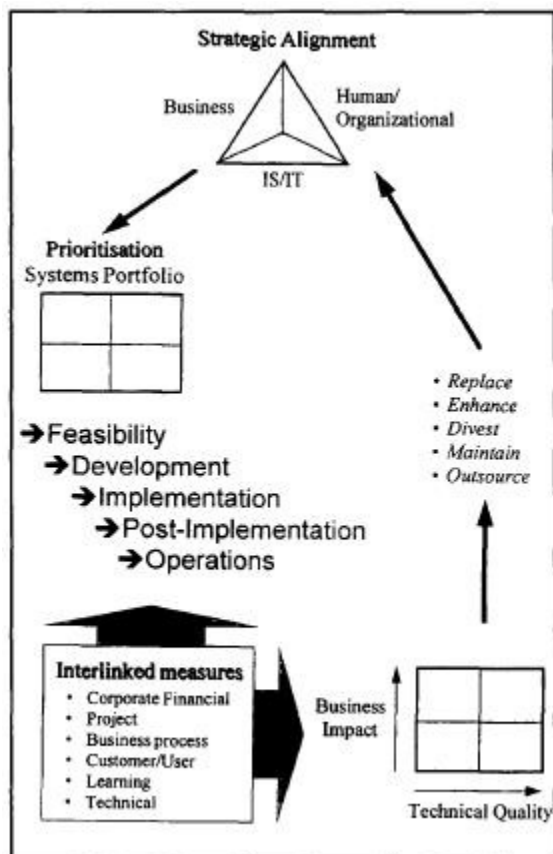 Strategic Alignment
Business
Human/
Organizational
IS/IT
Prioritisation
Systems Portfolio
➔Feasibility
➔Development
➔Implementation
➔Post-Implementation
➔Operations
• Replace
• Enhance
• Divest
• Maintain
• Outsource
Interlinked measures
• Corporate Financial
• Project
• Business process
• Customer/User
• Learning
• Technical
Business
Impact
Technical Quality